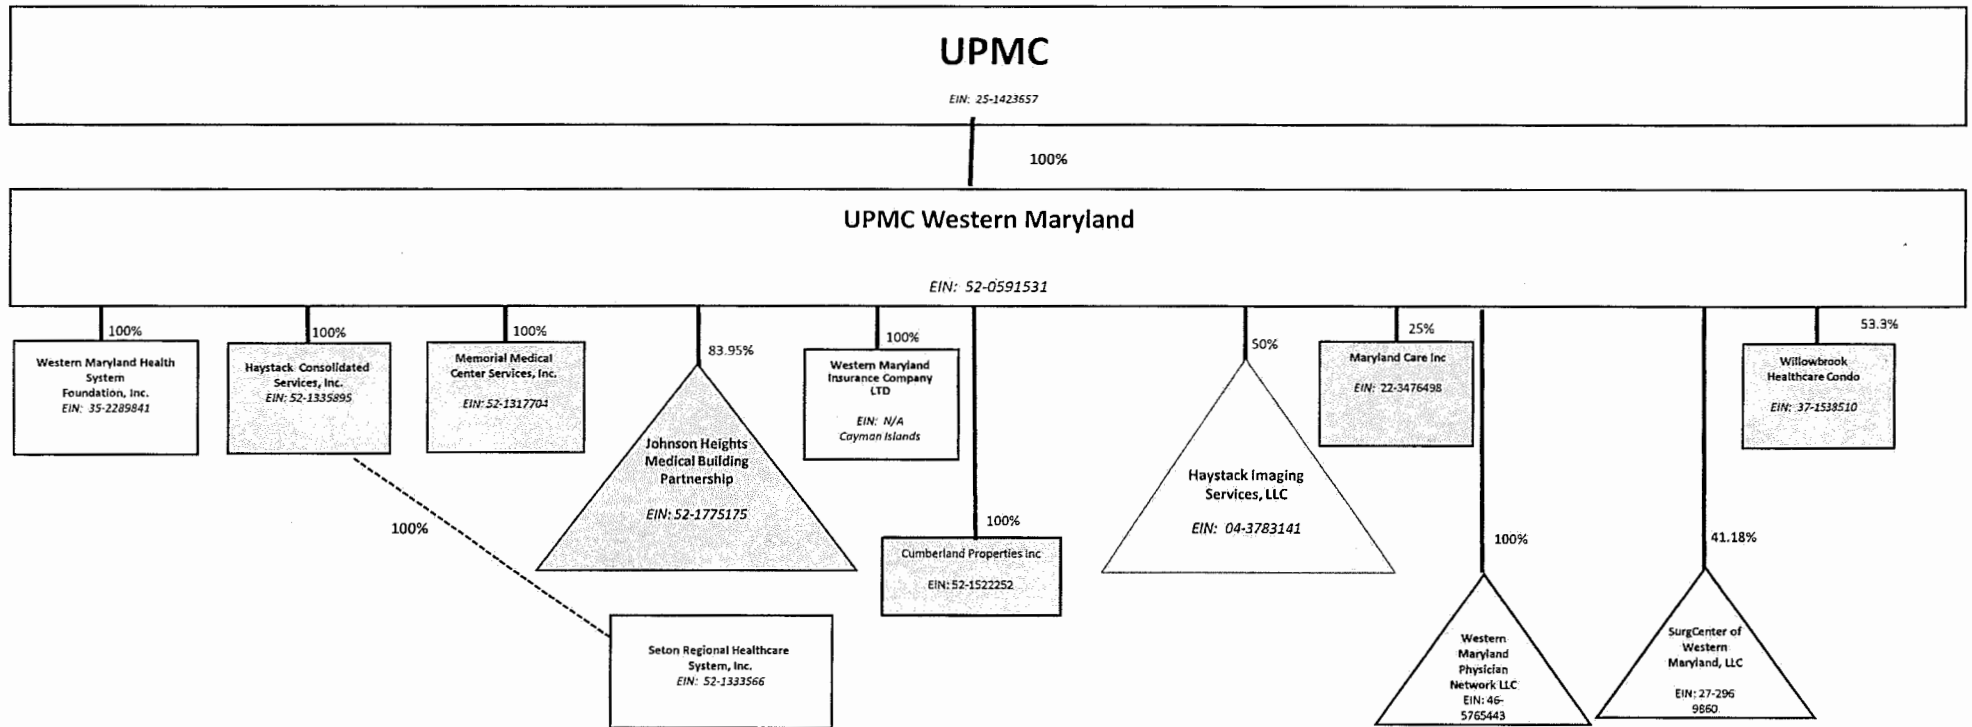 UPMC
EIN: 25-1423657
100%
UPMC Western Maryland
EIN: 52-0591531
100%
Western Maryland Health
System
Foundation, Inc.
EIN: 35-2289841
100%
Haystack Consolidated
Services, Inc.
EIN: 52-1335895
100%
Memorial Medical
Center Services, Inc.
EIN: 52-1317704
83.95%
Johnson Heights
Medical Building
Partnership
EIN: 52-1775175
100%
Western Maryland
Insurance Company
LTD
EIN: N/A
Cayman Islands
100%
Cumberland Properties Inc
EIN: 52-1522252
50%
Haystack Imaging
Services, LLC
EIN: 04-3783141
25%
Maryland Care Inc
EIN: 22-3476498
100%
Western
Maryland
Physician
Network LLC
EIN: 46-
5765443
41.18%
SurgCenter of
Western
Maryland, LLC
EIN: 27-296
9860
53.3%
Willowbrook
Healthcare Condo
EIN: 37-1538510
100%
Seton Regional Healthcare
System, Inc.
EIN: 52-1333566